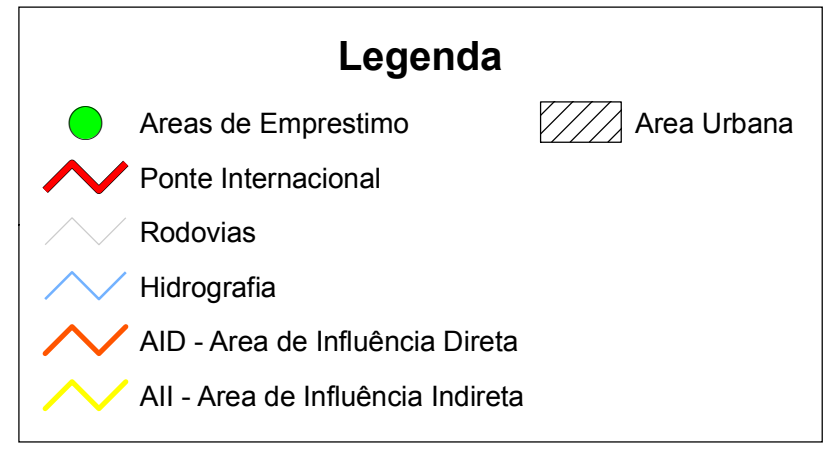 Legenda
Areas de Emprestimo
Area Urbana
Ponte Internacional
Rodovias
Hidrografia
AID - Area de Influência Direta
AII - Area de Influência Indireta